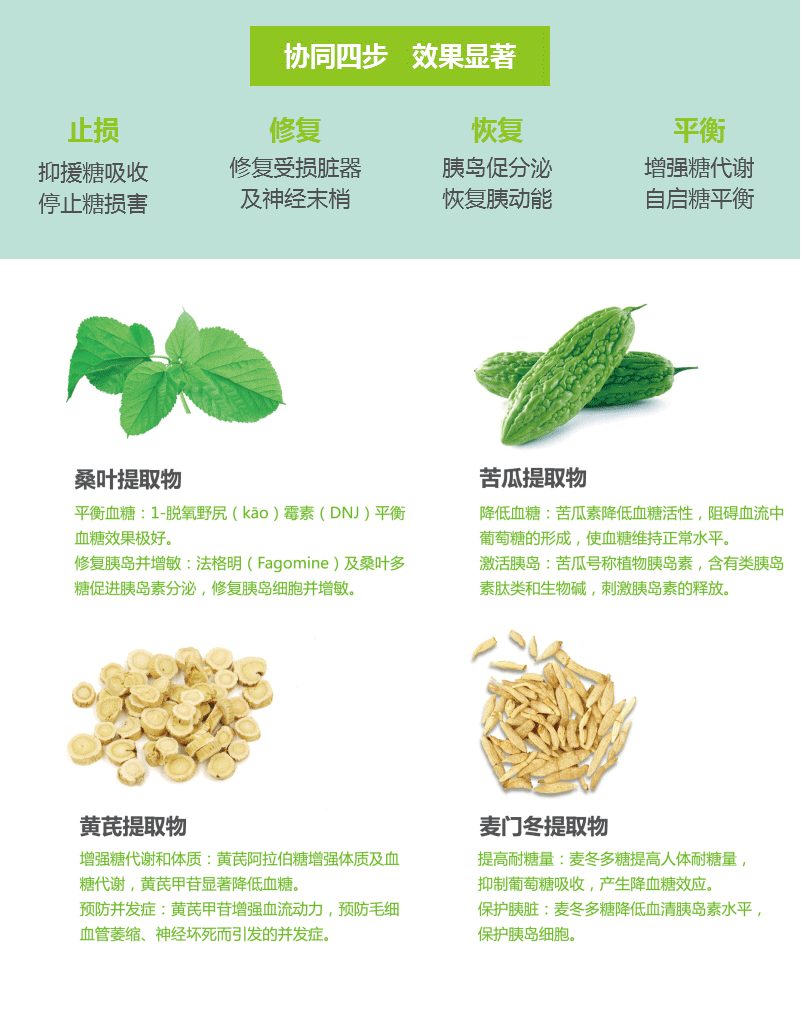 协同四步 效果显著
止损 修复 恢复 平衡
抑援糖吸收 修复受损脏器 胰岛促分泌 增强糖代谢
停止糖损害 及神经末梢 恢复胰动能 自启糖平衡
桑叶提取物
平衡血糖：1-脱氧野尻（kāo）霉素（DNJ）平衡
血糖效果极好。
修复胰岛并增敏：法格明（Fagomine）及桑叶多
糖促进胰岛素分泌，修复胰岛细胞并增敏。
苦瓜提取物
降低血糖：苦瓜素降低血糖活性，阻碍血流中
葡萄糖的形成，使血糖维持正常水平。
激活胰岛：苦瓜号称植物胰岛素，含有类胰岛
素肽类和生物碱，刺激胰岛素的释放。
黄芪提取物
增强糖代谢和体质：黄芪阿拉伯糖增强体质及血
糖代谢，黄芪甲苷显著降低血糖。
预防并发症：黄芪甲苷增强血流动力，预防毛细
血管萎缩、神经坏死而引发的并发症。
麦门冬提取物
提高耐糖量：麦冬多糖提高人体耐糖量，
抑制葡萄糖吸收，产生降血糖效应。
保护胰脏：麦冬多糖降低血清胰岛素水平，
保护胰岛细胞。